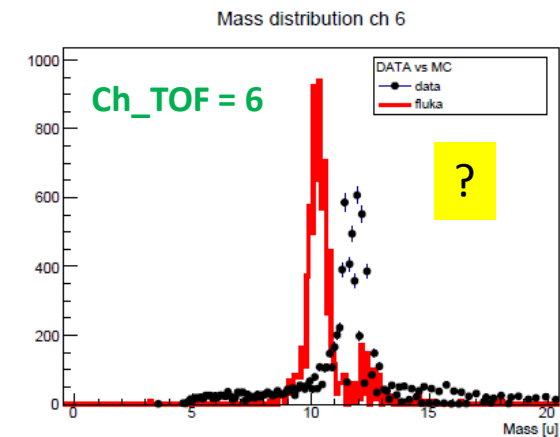 Mass distribution ch 6
1000
800
600
400
200
0
Ch_TOF = 6
DATA vs MC
data
fluka
?
0 5 10 15 20
Mass [u]